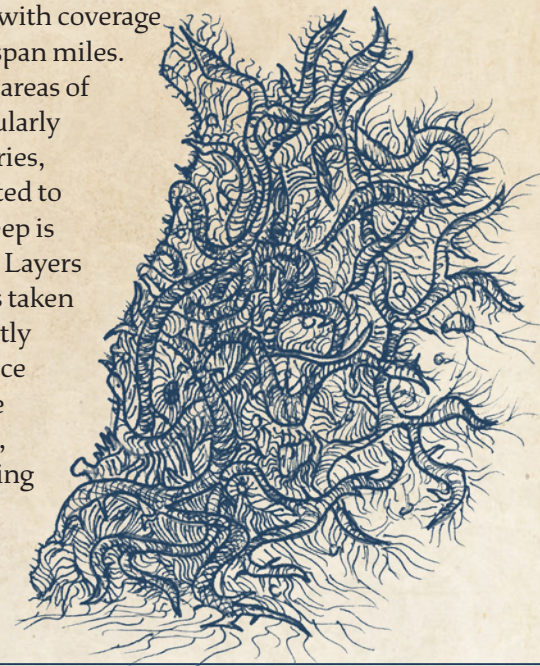 with coverage
span miles.
areas of
ularly
ries,
ted to
ep is
Layers
s taken
tly
ce
e
,
ing